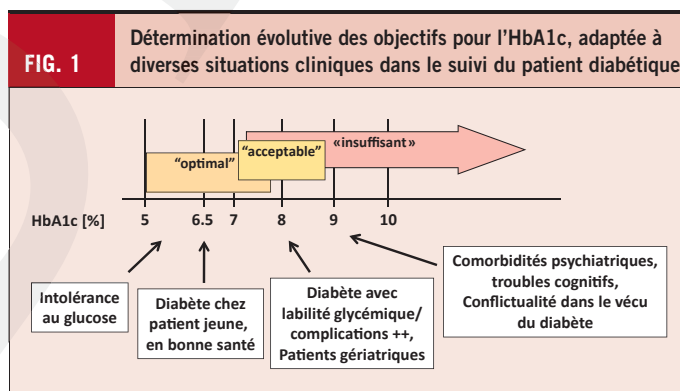 FIG. 1
Détermination évolutive des objectifs pour l'HbA1c, adaptée à
diverses situations cliniques dans le suivi du patient diabétique
"optimal"
"acceptable"
«insuffisant»
HbA1c [%]
5 6.5 7 8 9 10
Intolérance
au glucose
Diabète chez
patient jeune,
en bonne santé
Diabète avec
labilité glycémique/
complications ++,
Patients gériatriques
Comorbidités psychiatriques,
troubles cognitifs,
Conflictualité dans le vécu
du diabète